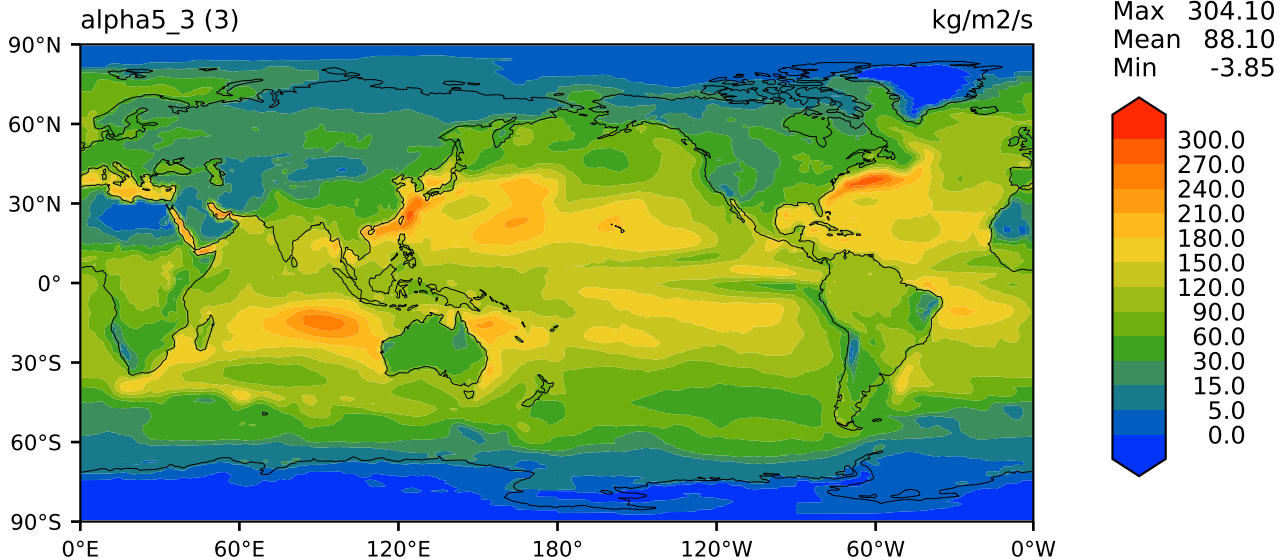 alpha5_3 (3) kg/m2/s
Max 304.10
Mean 88.10
Min -3.85
90°N
60°N
30°N
0°
30°S
60°S
90°S
0°E 60°E 120°E 180° 120°W 60°W 0°W
300.0
270.0
240.0
210.0
180.0
150.0
120.0
90.0
60.0
30.0
15.0
5.0
0.0